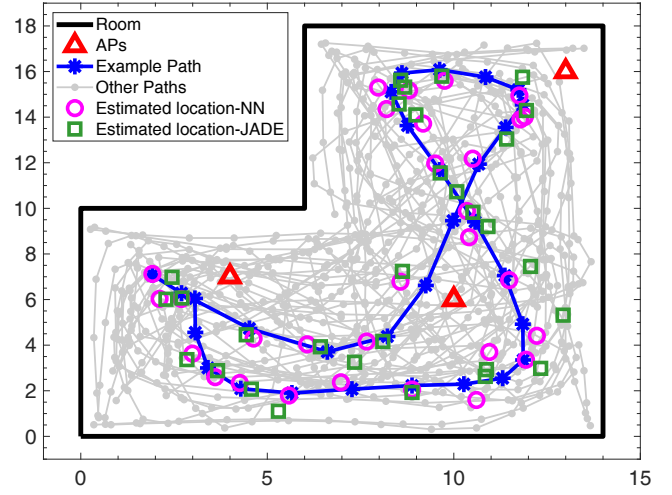 18
16
14
12
10
8
6
4
2
0
Room
APs
Example Path
Other Paths
Estimated location-NN
Estimated location-JADE
0
5
10
15